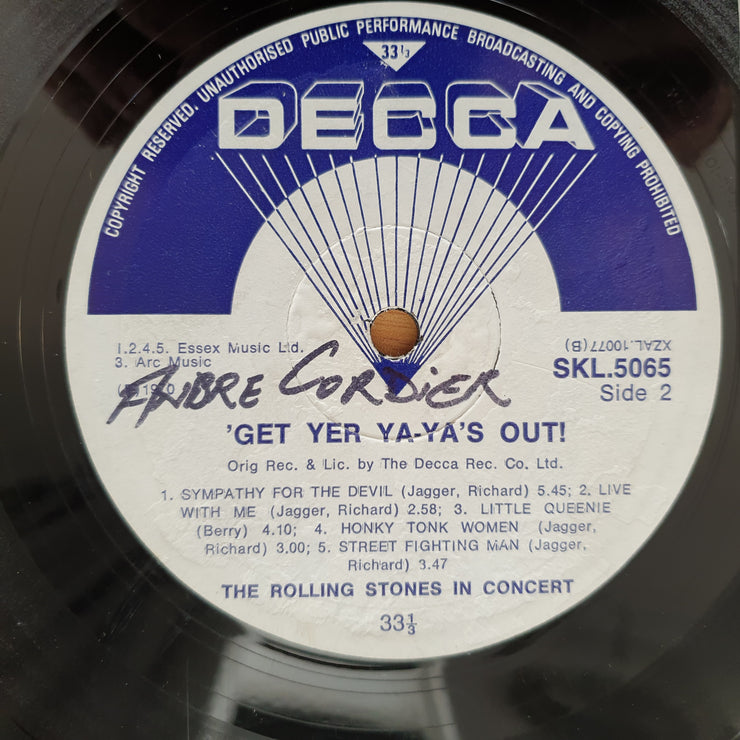 COPYRIGHT RESERVED, UNAUTHORISED PUBLIC PERFORMANCE BROADCASTING AND COPYING PROHIBITED
33⅓
DECCA
1.2.4.5. Essex Music Ltd.
3. Arc Music
XZAL.10077(B)
SKL.5065
Side 2
CORDIER
'GET YER YA-YA'S OUT!
Orig Rec. & Lic. by The Decca Rec. Co. Ltd.
1. SYMPATHY FOR THE DEVIL (Jagger, Richard) 5.45; 2. LIVE
WITH ME (Jagger, Richard) 2.58; 3. LITTLE QUEENIE
(Berry) 4.10; 4. HONKY TONK WOMEN (Jagger,
Richard) 3.00; 5. STREET FIGHTING MAN (Jagger,
Richard) 3.47
THE ROLLING STONES IN CONCERT
33⅓